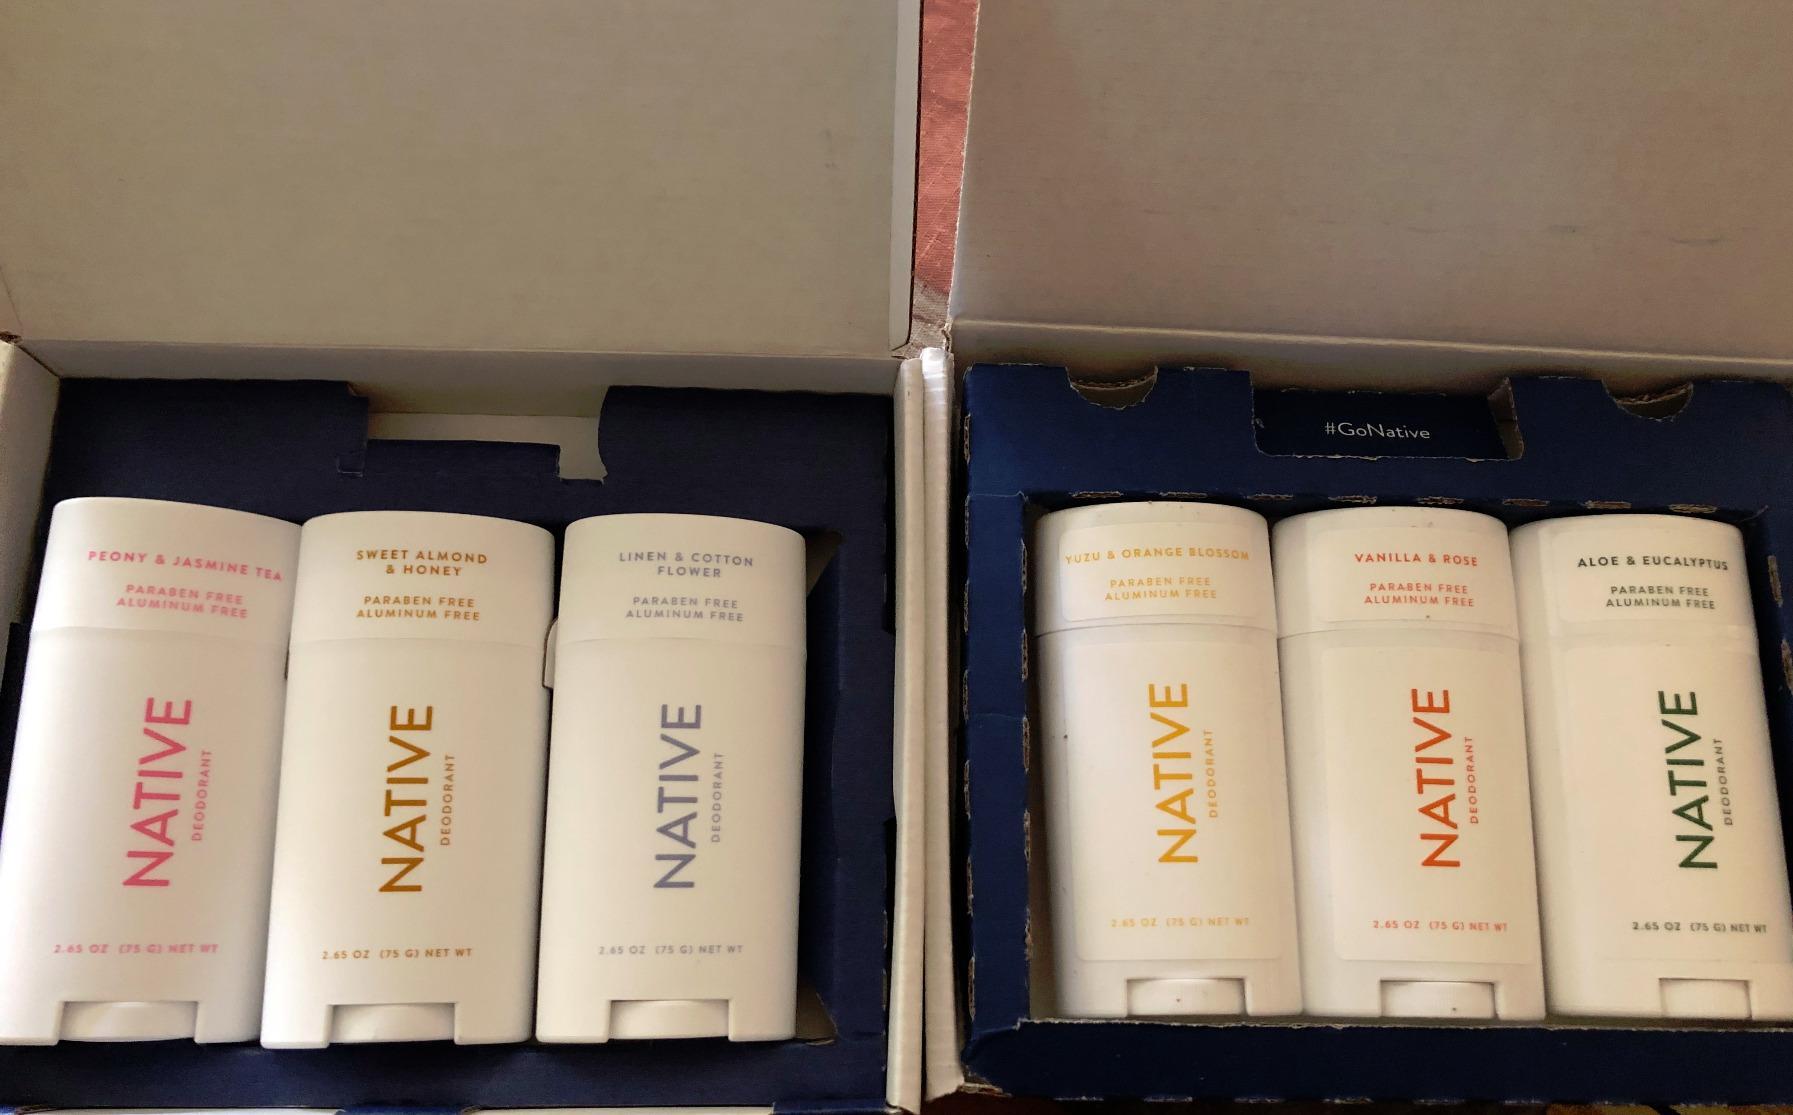 PEONY & JASMINE TEA
PARABEN FREE
ALUMINUM FREE
NATIVE
DEODORANT
2.65 OZ (75 G) NET WT
SWEET ALMOND
& HONEY
PARABEN FREE
ALUMINUM FREE
NATIVE
DEODORANT
2.65 OZ (75 G) NET WT
LINEN & COTTON
FLOWER
PARABEN FREE
ALUMINUM FREE
NATIVE
DEODORANT
2.65 OZ (75 G) NET WT
#GoNative
YUZU & ORANGE BLOSSOM
PARABEN FREE
ALUMINUM FREE
NATIVE
DEODORANT
2.65 OZ (75 G) NET WT
VANILLA & ROSE
PARABEN FREE
ALUMINUM FREE
NATIVE
DEODORANT
2.65 OZ (75 G) NET WT
ALOE & EUCALYPTUS
PARABEN FREE
ALUMINUM FREE
NATIVE
DEODORANT
2.65 OZ (75 G) NET WT